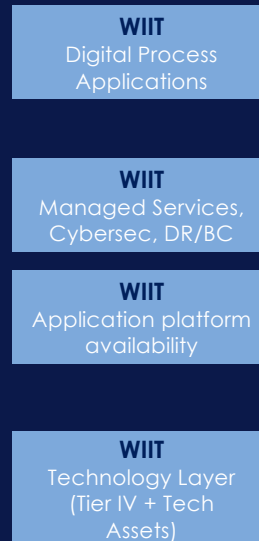 WIIT
Digital Process
Applications
WIIT
Managed Services,
Cybersec, DR/BC
WIIT
Application platform
availability
WIIT
Technology Layer
(Tier IV + Tech
Assets)